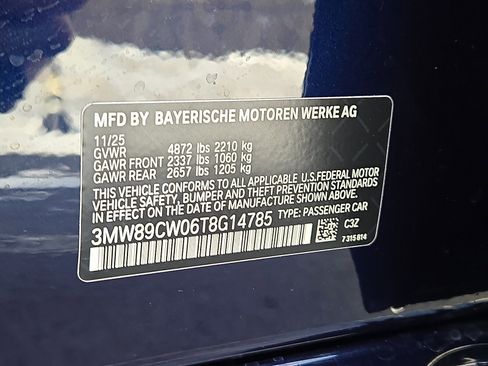 MFD BY BAYERISCHE MOTOREN WERKE AG
11/25
GVWR 4872 lbs 2210 kg
GAWR FRONT 2337 lbs 1060 kg
GAWR REAR 2657 lbs 1205 kg
THIS VEHICLE CONFORMS TO ALL APPLICABLE U.S.FEDERAL MOTOR
VEHICLE SAFETY, BUMPER, AND THEFT PREVENTION STANDARDS
IN EFFECT ON THE DATE OF MANUFACTURE SHOWN ABOVE.
3MW89CW06T8G14785 TYPE: PASSENGER CAR
C3Z
7315814